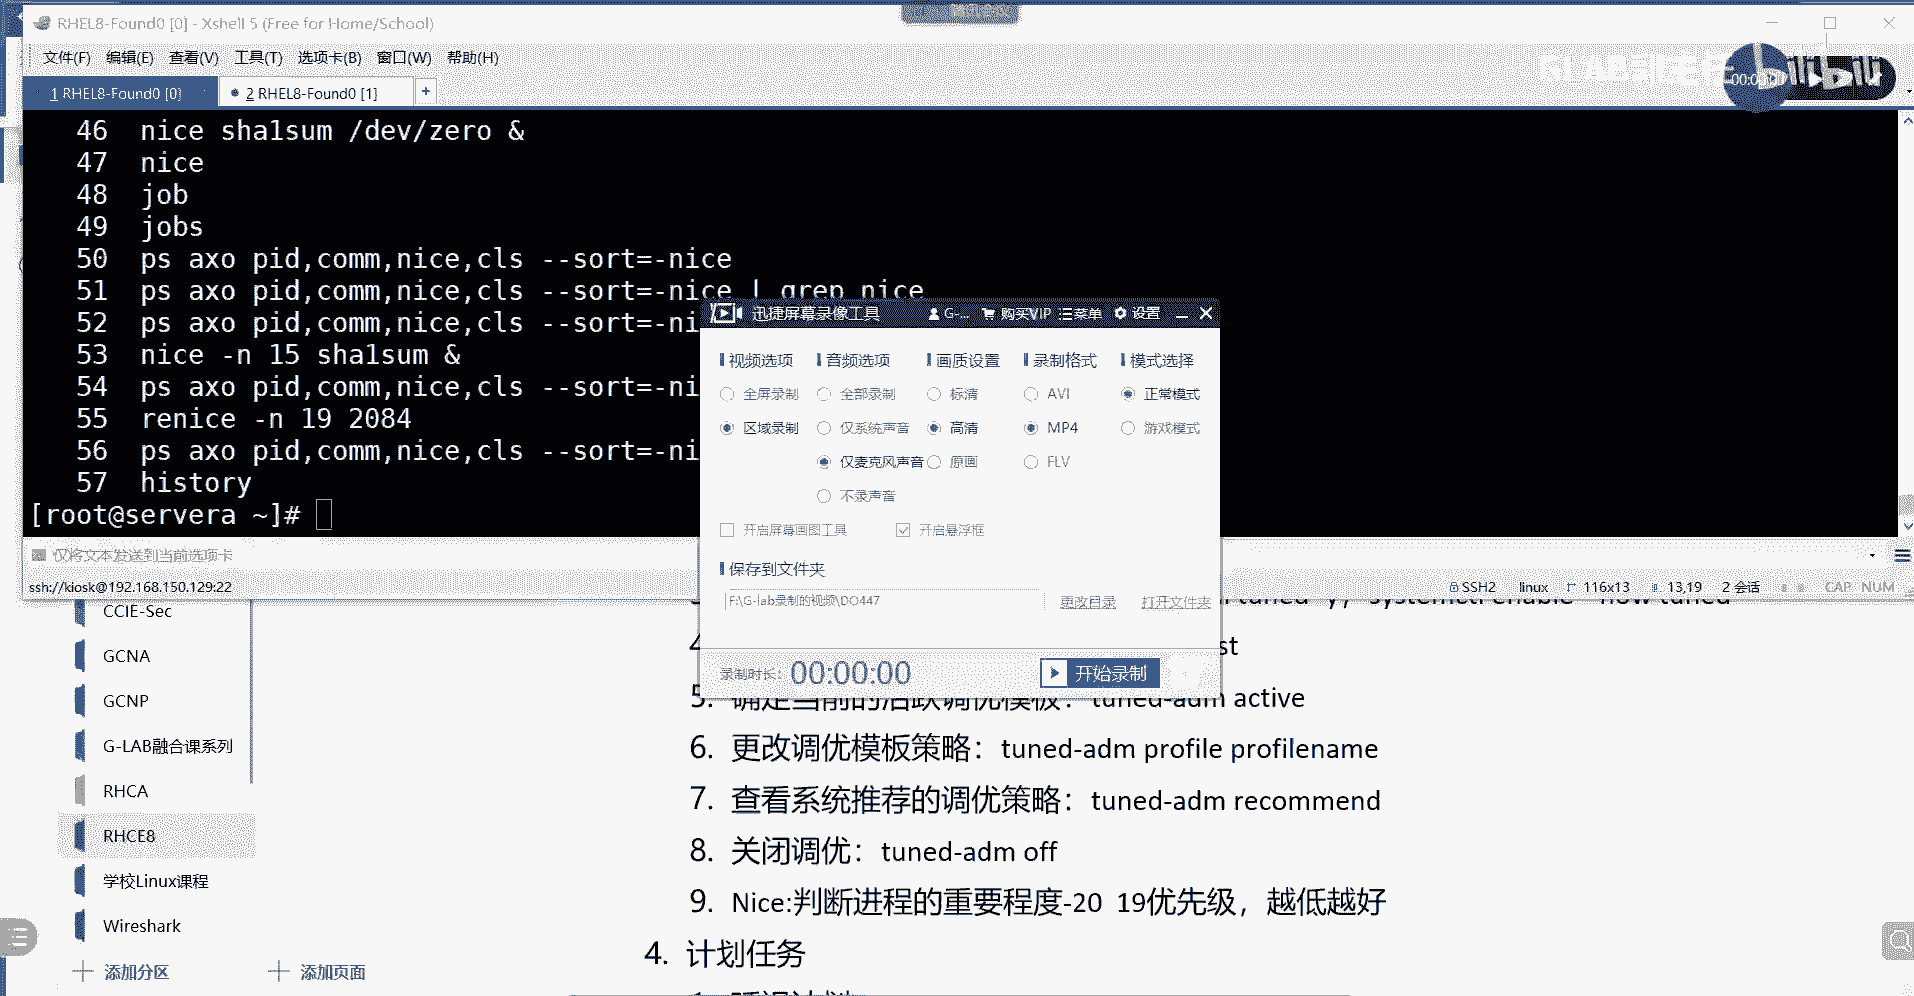 RHEL8-Found0 [0] - Xshell 5 (Free for Home/School)
文件(F) 编辑(E) 查看(V) 工具(T) 选项卡(B) 窗口(W) 帮助(H)
1 RHEL8-Found0 [0] 2 RHEL8-Found0 [1] +
00:00:00 bilibili
46 nice sha1sum /dev/zero &
47 nice
48 job
49 jobs
50 ps axo pid,comm,nice,cls --sort=-nice
51 ps axo pid,comm,nice,cls --sort=-nice | grep nice
52 ps axo pid,comm,nice,cls --sort=-ni
53 nice -n 15 sha1sum &
54 ps axo pid,comm,nice,cls --sort=-ni
55 renice -n 19 2084
56 ps axo pid,comm,nice,cls --sort=-ni
57 history
[root@servera ~]#
迅捷屏幕录像工具 G-... 购买VIP 菜单 设置
视频选项 音频选项 画质设置 录制格式 模式选择
全屏录制 全部录制 标清 AVI 正常模式
区域录制 仅系统声音 高清 MP4 游戏模式
仅麦克风声音 原画 FLV
不录声音
开启屏幕画图工具 开启悬浮框
保存到文件夹
F:\G-lab录制的视频\DO447 更改目录 打开文件夹
录制时长: 00:00:00 开始录制
仅将文本发送到当前选项卡
ssh://kiosk@192.168.150.129:22 SSH2 linux 116x13 13,19 2 会话 CAP NUM
CCIE-Sec
GCNA
GCNP
G-LAB融合课系列
RHCA
RHCE8
学校Linux课程
Wireshark
添加分区 添加页面
st
5. 确定当前的活跃调优模板：tuned-adm active
6. 更改调优模板策略：tuned-adm profile profilename
7. 查看系统推荐的调优策略：tuned-adm recommend
8. 关闭调优：tuned-adm off
9. Nice:判断进程的重要程度-20 19优先级，越低越好
4. 计划任务